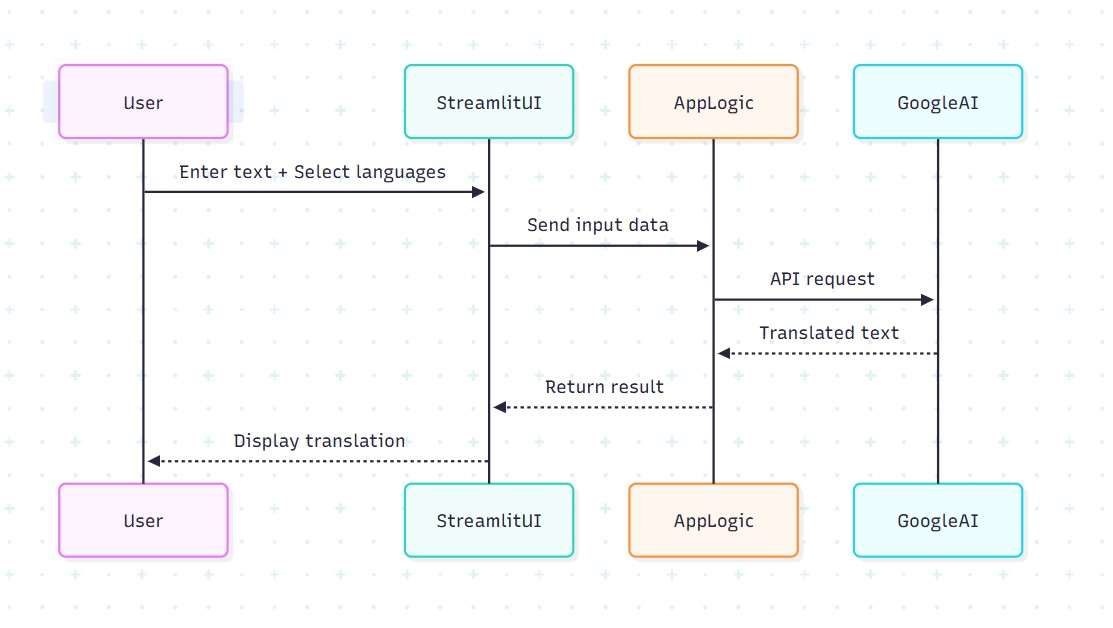 User
StreamlitUI
AppLogic
GoogleAI
Enter text + Select languages
Send input data
API request
Translated text
Return result
Display translation
User
StreamlitUI
AppLogic
GoogleAI